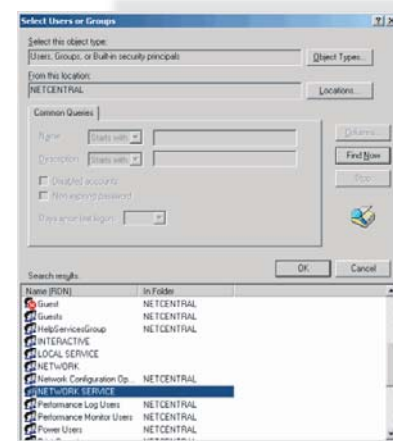 Select Users or Groups
Select this object type:
Users, Groups, or Built-in security principals
Object Types...
From this location:
NETCENTRAL
Locations...
Common Queries
Name:
Starts with
Columns...
Description:
Starts with
Find Now
Disabled accounts
Stop
Non expiring password
Days since last logon:
OK
Cancel
Search results:
Name (RDN)
In Folder
Guest
NETCENTRAL
Guests
NETCENTRAL
HelpServicesGroup
NETCENTRAL
INTERACTIVE
LOCAL SERVICE
NETWORK
Network Configuration Op...
NETCENTRAL
NETWORK SERVICE
Performance Log Users
NETCENTRAL
Performance Monitor Users
NETCENTRAL
Power Users
NETCENTRAL